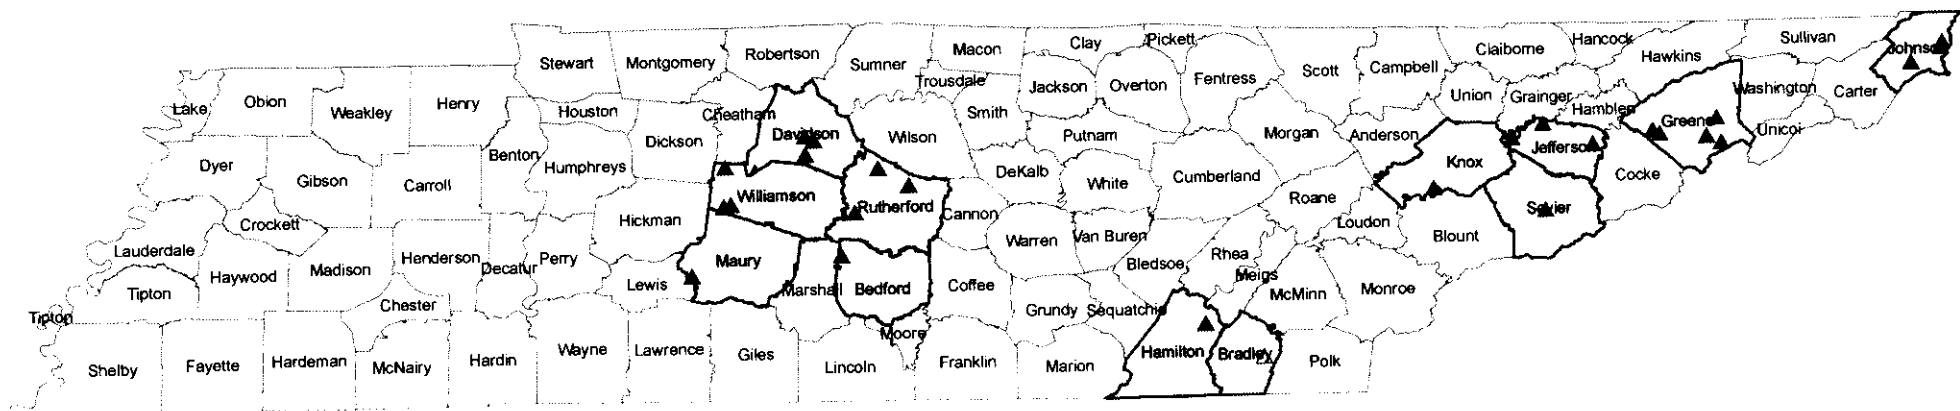 Stewart
Montgomery
Robertson
Sumner
Macon
Trousdale
Clay
Pickett
Jackson
Overton
Fentress
Scott
Campbell
Claiborne
Hancock
Hawkins
Sullivan
Johnson
Lake
Obion
Weakley
Henry
Houston
Cheatham
Dickson
Davidson
Wilson
Smith
Putnam
Morgan
Anderson
Union
Grainger
Hamblen
Greene
Washington
Carter
Unicoi
Dyer
Gibson
Carroll
Benton
Humphreys
Williamson
Rutherford
DeKalb
White
Cumberland
Roane
Knox
Jefferson
Cocke
Sevier
Crockett
Hickman
Cannon
Warren
Van Buren
Loudon
Blount
Lauderdale
Haywood
Madison
Henderson
Decatur
Perry
Lewis
Maury
Marshall
Bedford
Coffee
Bledsoe
Rhea
Meigs
McMinn
Monroe
Tipton
Tipton
Chester
Moore
Grundy
Sequatchie
Shelby
Fayette
Hardeman
McNairy
Hardin
Wayne
Lawrence
Giles
Lincoln
Franklin
Marion
Hamilton
Bradley
Polk